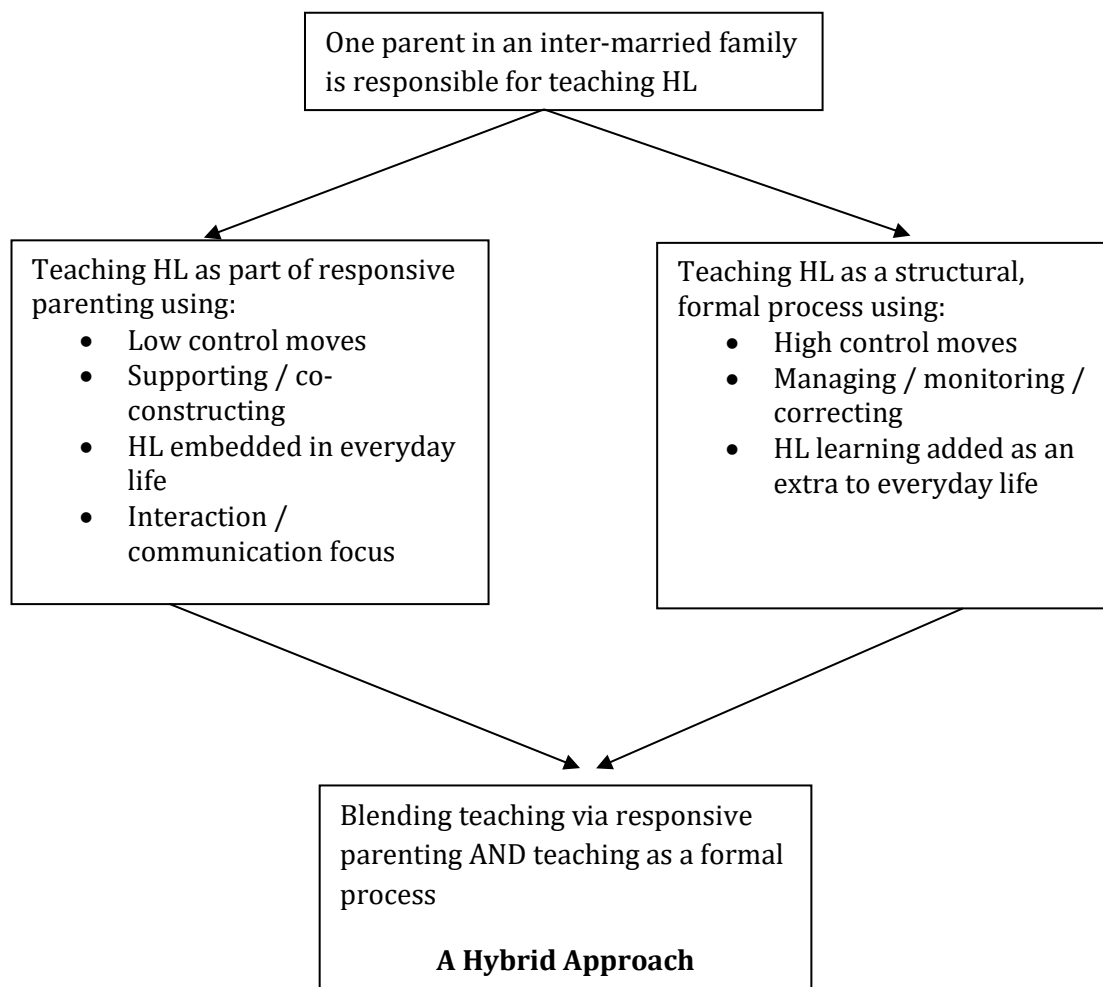 One parent in an inter-married family
is responsible for teaching HL
Teaching HL as part of responsive
parenting using:
• Low control moves
• Supporting / co-
constructing
• HL embedded in everyday
life
• Interaction /
communication focus
Teaching HL as a structural,
formal process using:
• High control moves
• Managing / monitoring /
correcting
• HL learning added as an
extra to everyday life
Blending teaching via responsive
parenting AND teaching as a formal
process
A Hybrid Approach